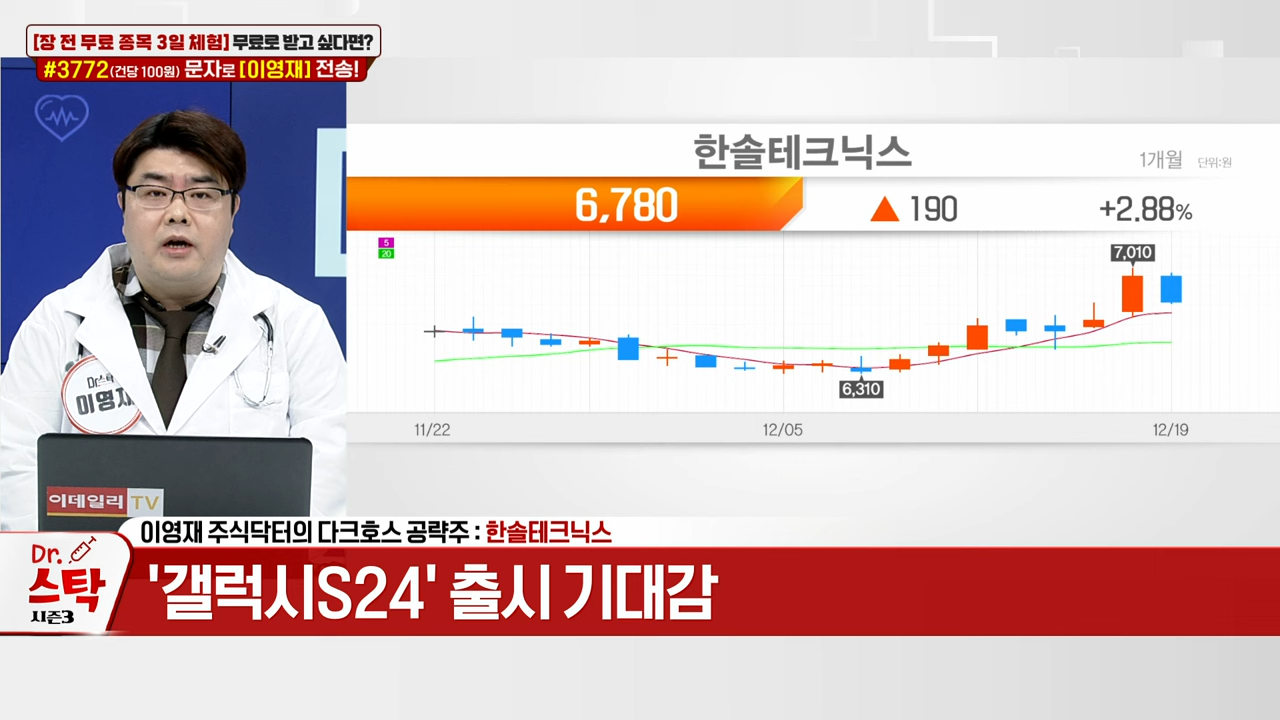 [장 전 무료 종목 3일 체험] 무료로 받고 싶다면?
#3772(건당 100원) 문자로 [이영재] 전송!
한솔테크닉스
1개월 단위:원
6,780 ▲ 190 +2.88%
5
20
7,010
6,310
11/22 12/05 12/19
Dr.스탁
이영재
이데일리 TV
이영재 주식닥터의 다크호스 공략주 : 한솔테크닉스
Dr.
스탁
시즌3
'갤럭시S24' 출시 기대감